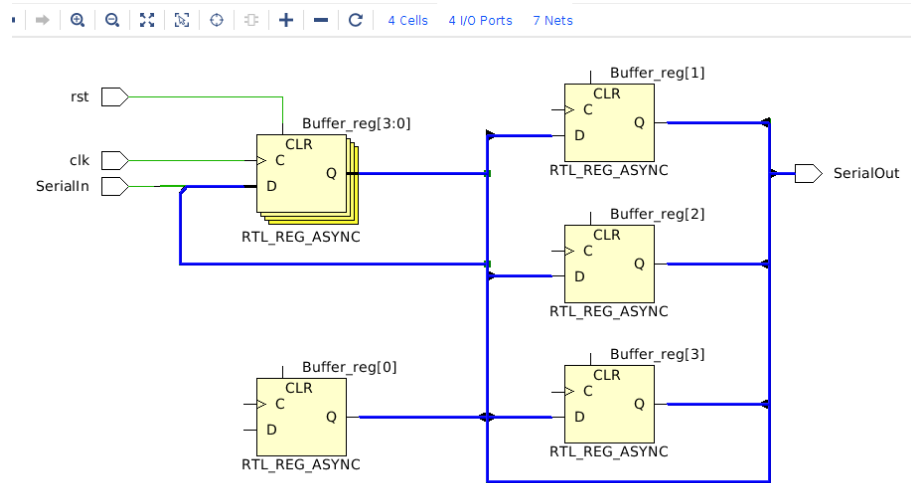 4 Cells 4 I/O Ports 7 Nets
rst
clk
SerialIn
Buffer_reg[3:0]
CLR
C
D
Q
RTL_REG_ASYNC
Buffer_reg[0]
CLR
C
D
Q
RTL_REG_ASYNC
Buffer_reg[1]
CLR
C
D
Q
RTL_REG_ASYNC
Buffer_reg[2]
CLR
C
D
Q
RTL_REG_ASYNC
Buffer_reg[3]
CLR
C
D
Q
RTL_REG_ASYNC
SerialOut